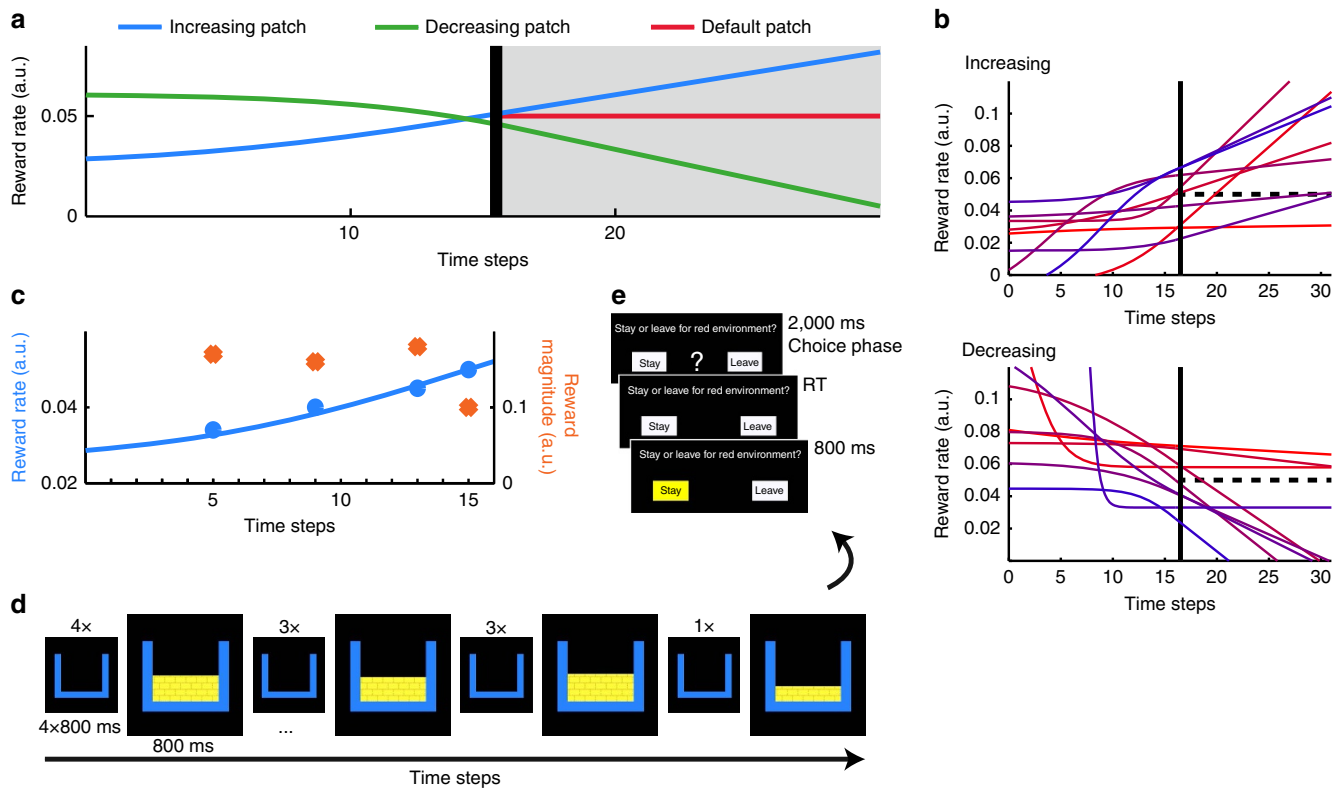 a
Increasing patch
Decreasing patch
Default patch
Reward rate (a.u.)
0.05
0
10
20
Time steps
b
Increasing
Reward rate (a.u.)
0.1
0.08
0.06
0.04
0.02
0
0 5 10 15 20 25 30
Time steps
Decreasing
Reward rate (a.u.)
0.1
0.08
0.06
0.04
0.02
0 5 10 15 20 25 30
Time steps
c
Reward rate (a.u.)
0.04
0.02
Reward
magnitude (a.u.)
0.1
0
5 10 15
Time steps
e
Stay or leave for red environment?
Stay ? Leave
2,000 ms
Choice phase
Stay or leave for red environment?
Stay Leave
RT
Stay or leave for red environment?
Stay Leave
800 ms
d
4× 3× 3× 1×
4×800 ms
800 ms
...
Time steps